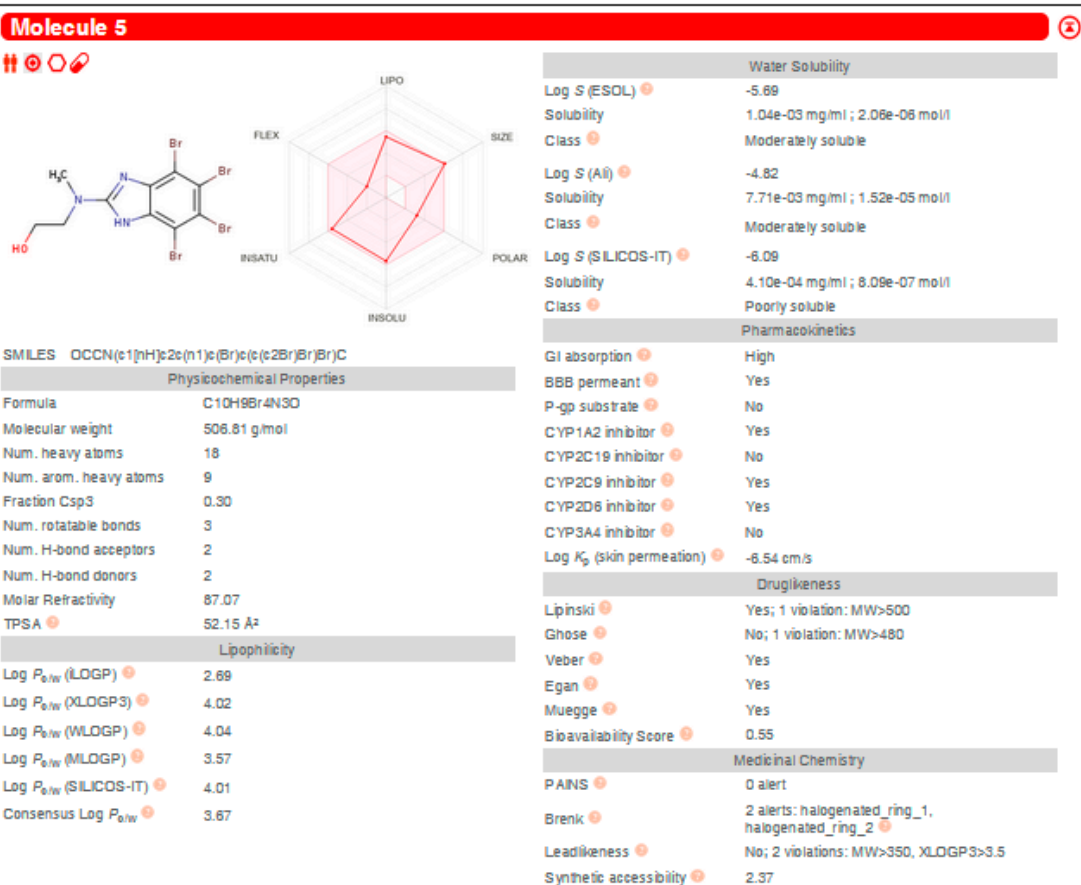 Molecule 5
LIPO
FLEX
SIZE
INSATU
POLAR
INSOLU
Br
Br
Br
Br
H₃C
N
N
HN
HO
SMILES OCCN(c1[nH]c2c(n1)c(Br)c(c(c2Br)Br)Br)C
Physicochemical Properties
Formula C10H9Br4N3O
Molecular weight 506.81 g/mol
Num. heavy atoms 18
Num. arom. heavy atoms 9
Fraction Csp3 0.30
Num. rotatable bonds 3
Num. H-bond acceptors 2
Num. H-bond donors 2
Molar Refractivity 87.07
TPSA ? 52.15 Å²
Lipophilicity
Log Po/w (iLOGP) ? 2.69
Log Po/w (XLOGP3) ? 4.02
Log Po/w (WLOGP) ? 4.04
Log Po/w (MLOGP) ? 3.57
Log Po/w (SILICOS-IT) ? 4.01
Consensus Log Po/w ? 3.67
Water Solubility
Log S (ESOL) ? -5.69
Solubility 1.04e-03 mg/ml ; 2.06e-06 mol/l
Class ? Moderately soluble
Log S (Ali) ? -4.82
Solubility 7.71e-03 mg/ml ; 1.52e-05 mol/l
Class ? Moderately soluble
Log S (SILICOS-IT) ? -6.09
Solubility 4.10e-04 mg/ml ; 8.09e-07 mol/l
Class ? Poorly soluble
Pharmacokinetics
GI absorption ? High
BBB permeant ? Yes
P-gp substrate ? No
CYP1A2 inhibitor ? Yes
CYP2C19 inhibitor ? No
CYP2C9 inhibitor ? Yes
CYP2D6 inhibitor ? Yes
CYP3A4 inhibitor ? No
Log Kp (skin permeation) ? -6.54 cm/s
Druglikeness
Lipinski ? Yes; 1 violation: MW>500
Ghose ? No; 1 violation: MW>480
Veber ? Yes
Egan ? Yes
Muegge ? Yes
Bioavailability Score ? 0.55
Medicinal Chemistry
PAINS ? 0 alert
Brenk ? 2 alerts: halogenated_ring_1,
halogenated_ring_2 ?
Leadlikeness ? No; 2 violations: MW>350, XLOGP3>3.5
Synthetic accessibility ? 2.37